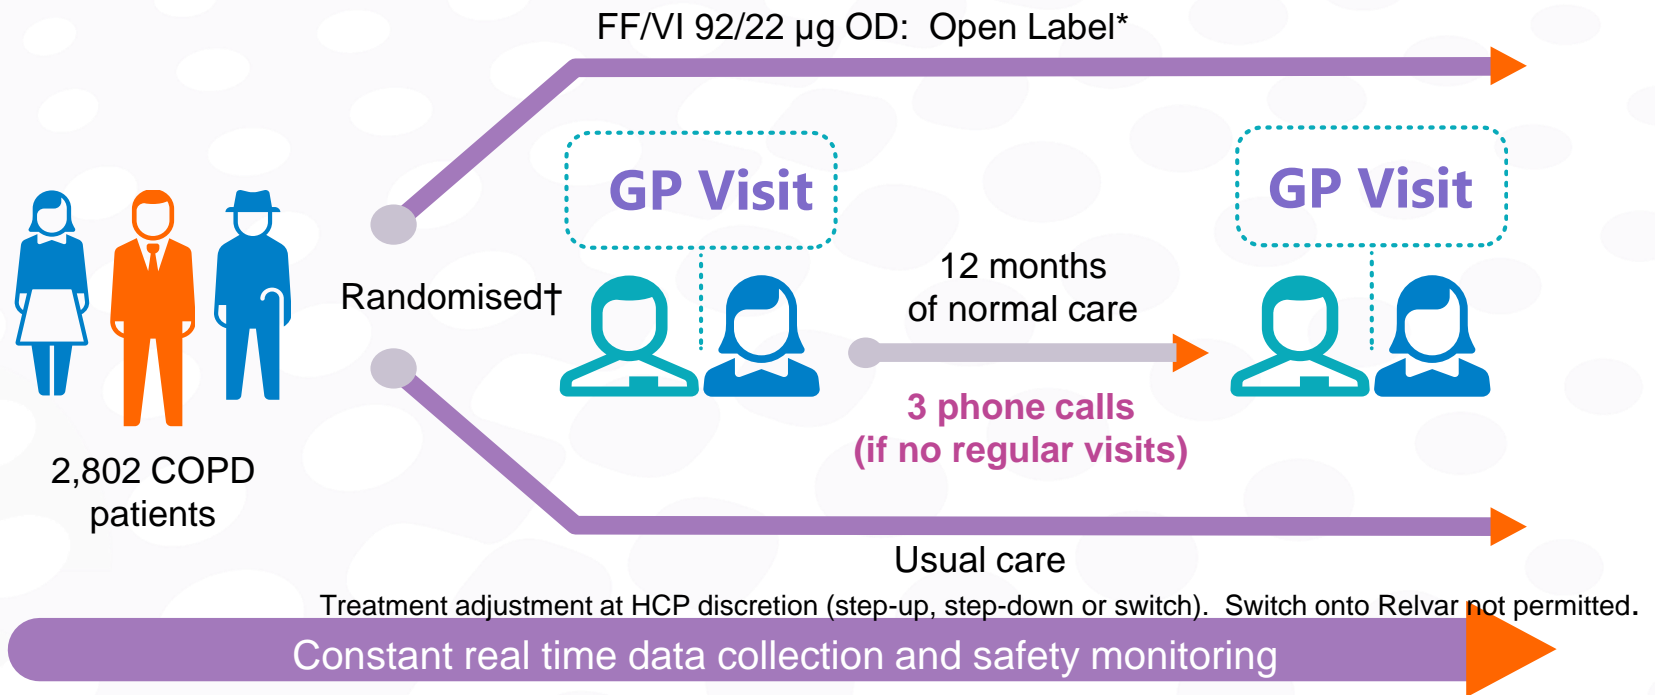 FF/VI 92/22 µg OD: Open Label*
GP Visit
GP Visit
Randomised†
12 months
of normal care
3 phone calls
(if no regular visits)
2,802 COPD
patients
Usual care
Treatment adjustment at HCP discretion (step-up, step-down or switch). Switch onto Relvar not permitted.
Constant real time data collection and safety monitoring